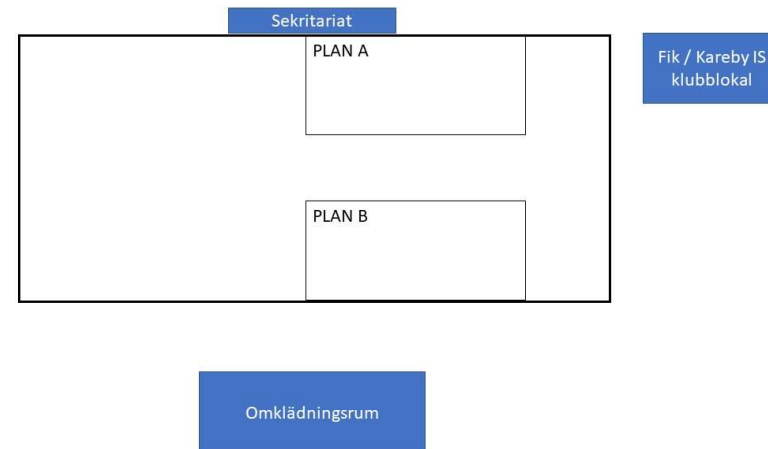 Sekritariat
PLAN A
Fik / Kareby IS
klubblokal
PLAN B
Omklädningsrum